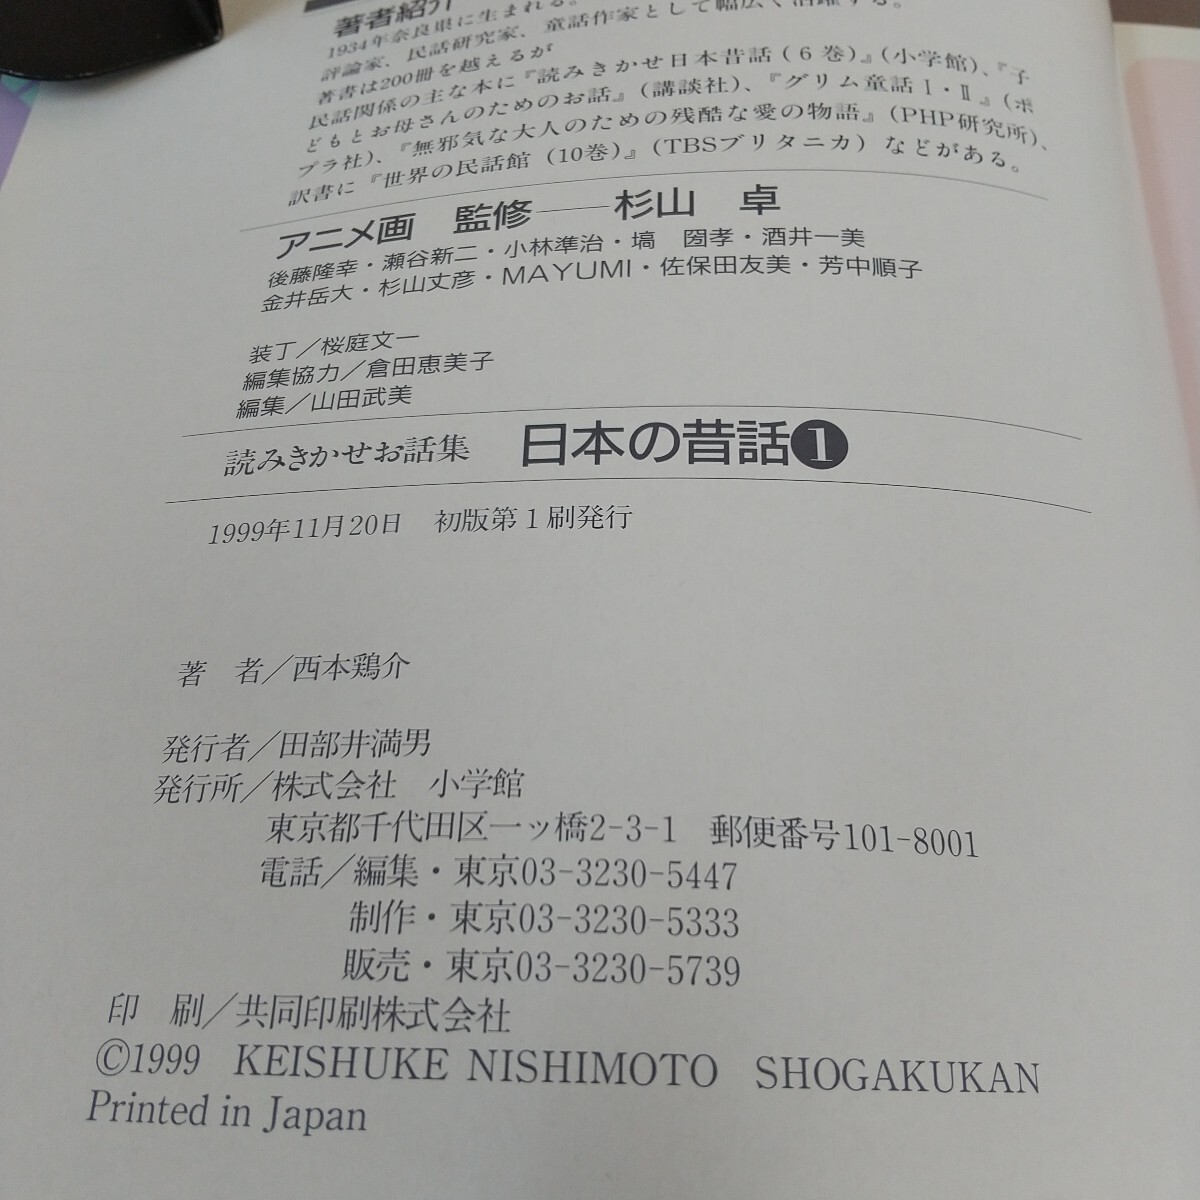 著者紹介
1934年奈良県に生まれる。
評論家、民話研究家、童話作家として幅広く活躍する。
著書は200冊を越えるが
民話関係の主な本に『読みきかせ日本昔話(6巻)』(小学館)、『子
どもとお母さんのためのお話』(講談社)、『グリム童話Ⅰ・Ⅱ』(ポ
プラ社)、『無邪気な大人のための残酷な愛の物語』(PHP研究所)、
訳書に『世界の民話館(10巻)』(TBSブリタニカ)などがある。
アニメ画 監修――杉山 卓
後藤隆幸・瀬谷新二・小林準治・塙 圀孝・酒井一美
金井岳大・杉山丈彦・MAYUMI・佐保田友美・芳中順子
装丁/桜庭文一
編集協力/倉田恵美子
編集/山田武美
読みきかせお話集 日本の昔話❶
1999年11月20日 初版第1刷発行
著 者/西本鶏介
発行者/田部井満男
発行所/株式会社 小学館
東京都千代田区一ッ橋2-3-1 郵便番号101-8001
電話/編集・東京03-3230-5447
制作・東京03-3230-5333
販売・東京03-3230-5739
印 刷/共同印刷株式会社
©1999 KEISHUKE NISHIMOTO SHOGAKUKAN
Printed in Japan